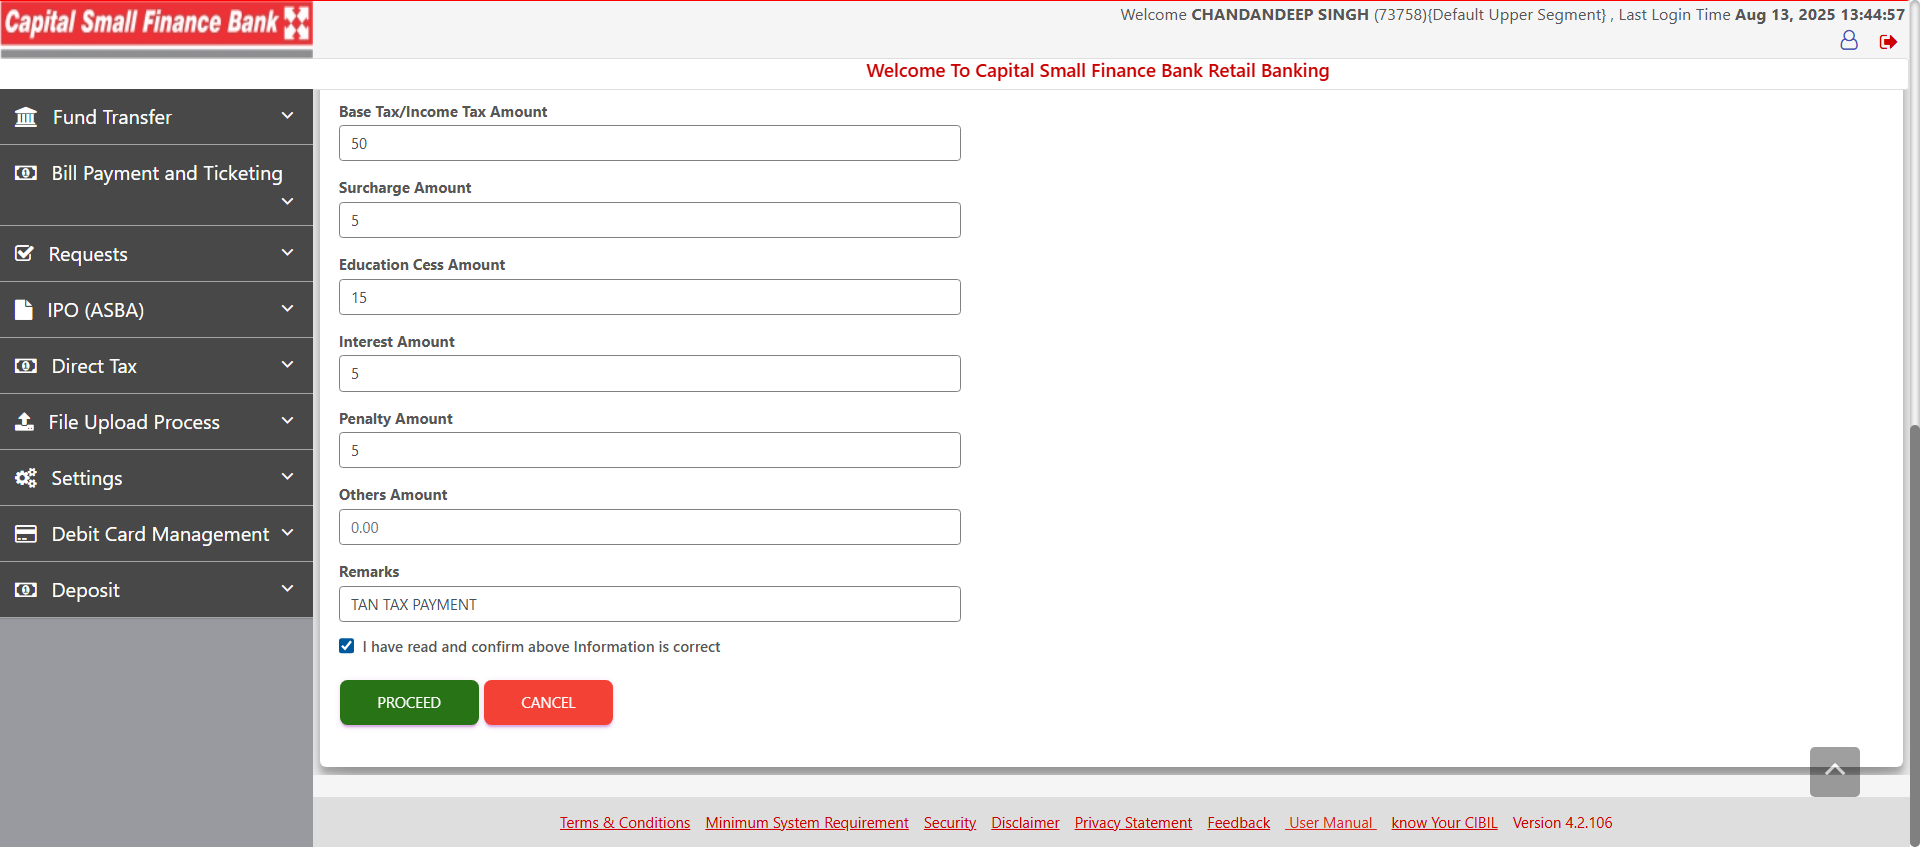 Capital Small Finance Bank
Welcome CHANDANDEEP SINGH (73758){Default Upper Segment} , Last Login Time Aug 13, 2025 13:44:57
Welcome To Capital Small Finance Bank Retail Banking
Fund Transfer
Bill Payment and Ticketing
Requests
IPO (ASBA)
Direct Tax
File Upload Process
Settings
Debit Card Management
Deposit
Base Tax/Income Tax Amount
50
Surcharge Amount
5
Education Cess Amount
15
Interest Amount
5
Penalty Amount
5
Others Amount
0.00
Remarks
TAN TAX PAYMENT
I have read and confirm above Information is correct
PROCEED CANCEL
Terms & Conditions Minimum System Requirement Security Disclaimer Privacy Statement Feedback User Manual know Your CIBIL Version 4.2.106